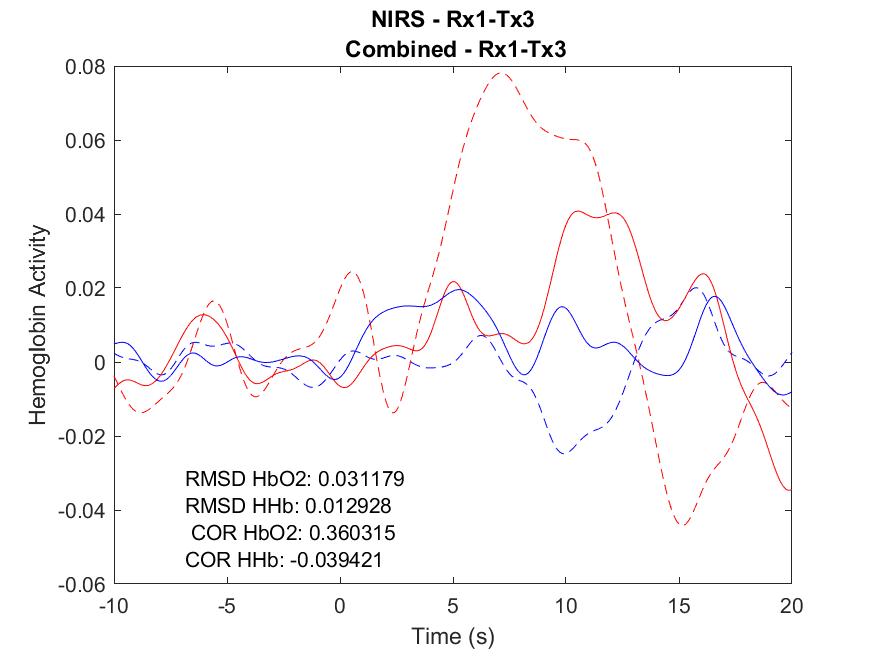 NIRS - Rx1-Tx3
Combined - Rx1-Tx3
0.08
0.06
0.04
0.02
0
-0.02
-0.04
-0.06
Hemoglobin Activity
RMSD HbO2: 0.031179
RMSD HHb: 0.012928
COR HbO2: 0.360315
COR HHb: -0.039421
-10 -5 0 5 10 15 20
Time (s)